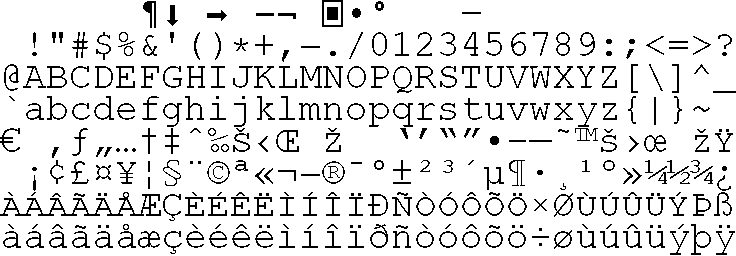 ¶⬇ ➡ —¬ ◙•° —
!"#$%&'()*+,–./0123456789:;<=>?
@ABCDEFGHIJKLMNOPQRSTUVWXYZ[\]^_
`abcdefghijklmnopqrstuvwxyz{|}~
€ ‚ƒ„…†‡ˆ‰Š‹Œ Ž ‘’“”•–—˜™š›œ žŸ
¡¢£¤¥¦§¨©ª«¬–®¯°±²³´µ¶·¸¹º»¼½¾¿
ÀÁÂÃÄÅÆÇÈÉÊËÌÍÎÏÐÑÒÓÔÕÖ×ØÙÚÛÜÝÞß
àáâãäåæçèéêëìíîïðñòóôõö÷øùúûüýþÿ